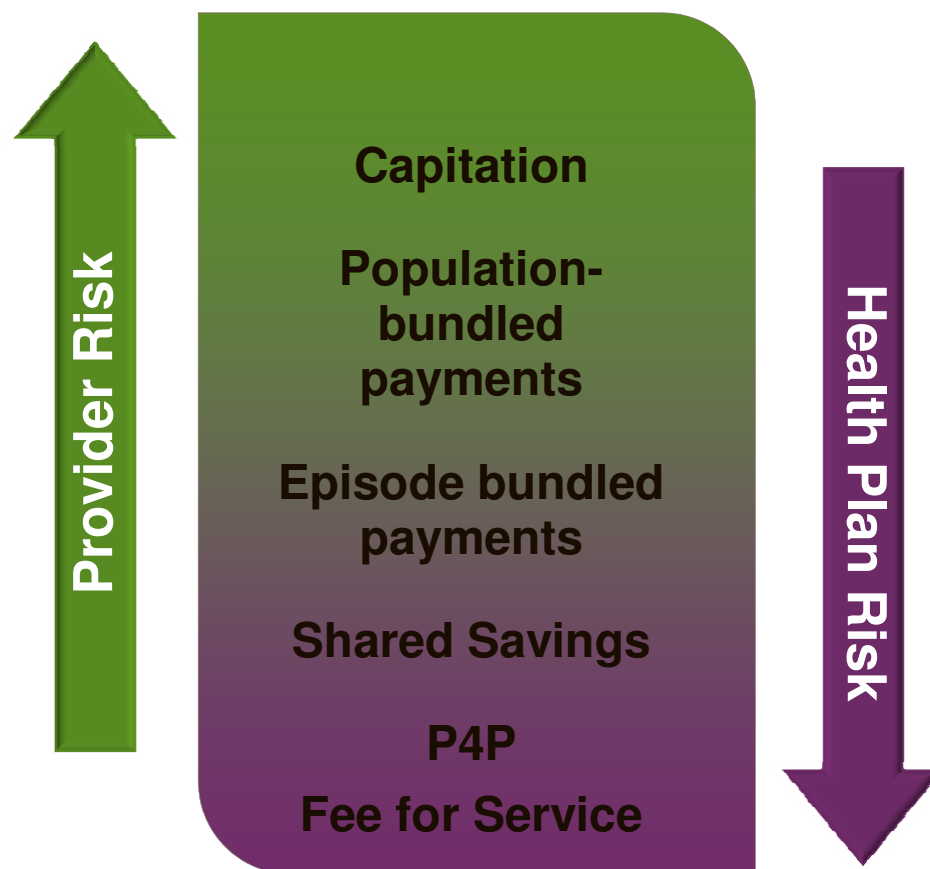 Provider Risk
Capitation
Population-
bundled
payments
Episode bundled
payments
Shared Savings
P4P
Fee for Service
Health Plan Risk